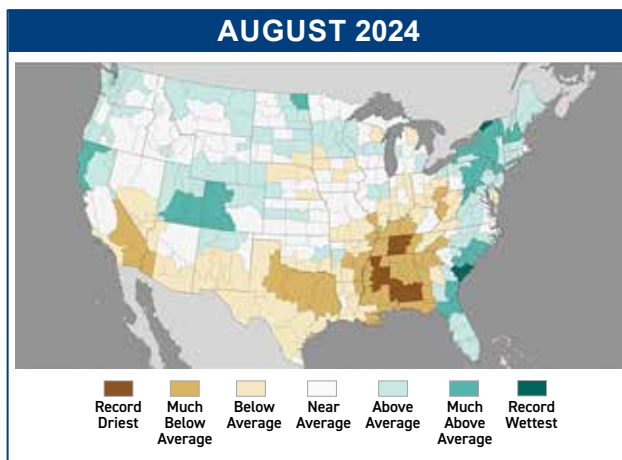 AUGUST 2024
Record
Driest
Much
Below
Average
Below
Average
Near
Average
Above
Average
Much
Above
Average
Record
Wettest